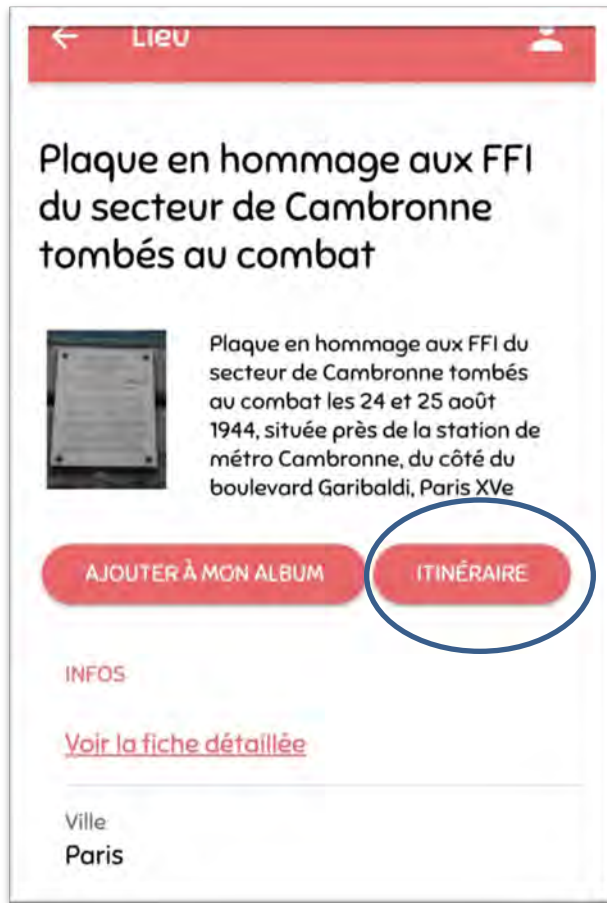 Lieu
Plaque en hommage aux FFI
du secteur de Cambronne
tombés au combat
Plaque en hommage aux FFI du
secteur de Cambronne tombés
au combat les 24 et 25 août
1944, située près de la station de
métro Cambronne, du côté du
boulevard Garibaldi, Paris XVe
AJOUTER À MON ALBUM ITINÉRAIRE
INFOS
Voir la fiche détaillée
Ville
Paris